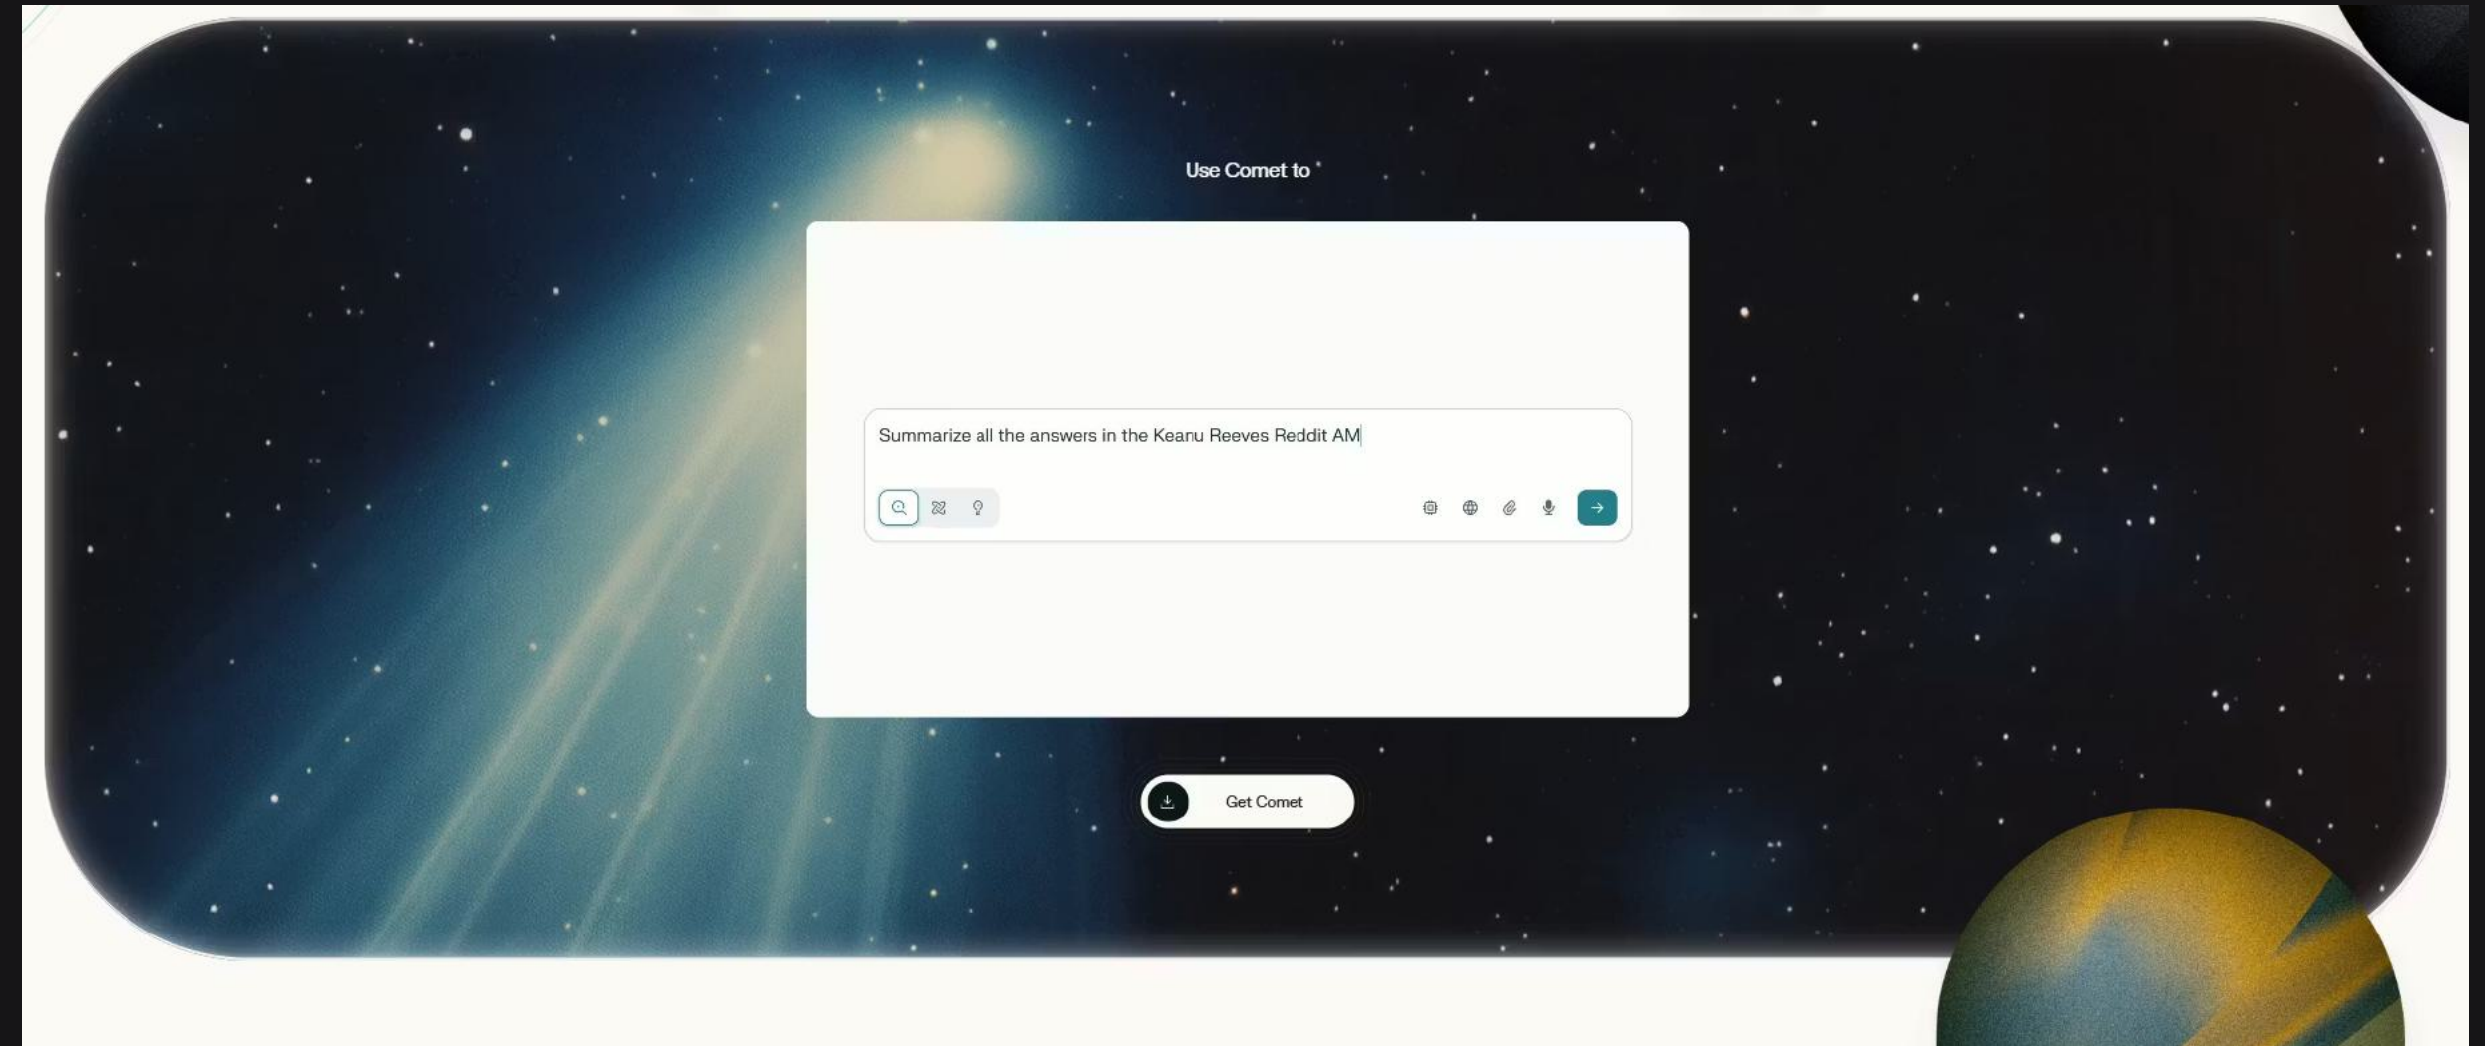 Use Comet to
Summarize all the answers in the Keanu Reeves Reddit AM
Get Comet